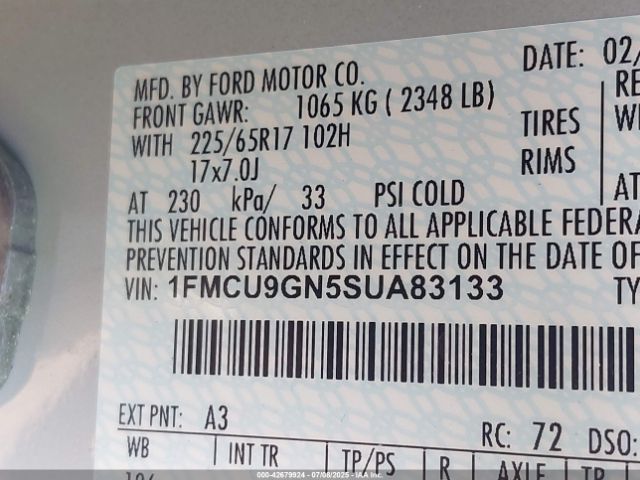 DATE: 02/
MFD. BY FORD MOTOR CO.
FRONT GAWR: 1065 KG ( 2348 LB)
WITH 225/65R17 102H TIRES
17x7.0J RIMS
AT 230 kPa/ 33 PSI COLD
THIS VEHICLE CONFORMS TO ALL APPLICABLE FEDERA
PREVENTION STANDARDS IN EFFECT ON THE DATE OF
VIN: 1FMCU9GN5SUA83133 TY
EXT PNT: A3 RC: 72 DSO:
WB INT TR TP/PS R AXLE TR
000-42679924 - 07/08/2025 - IAAI.COM